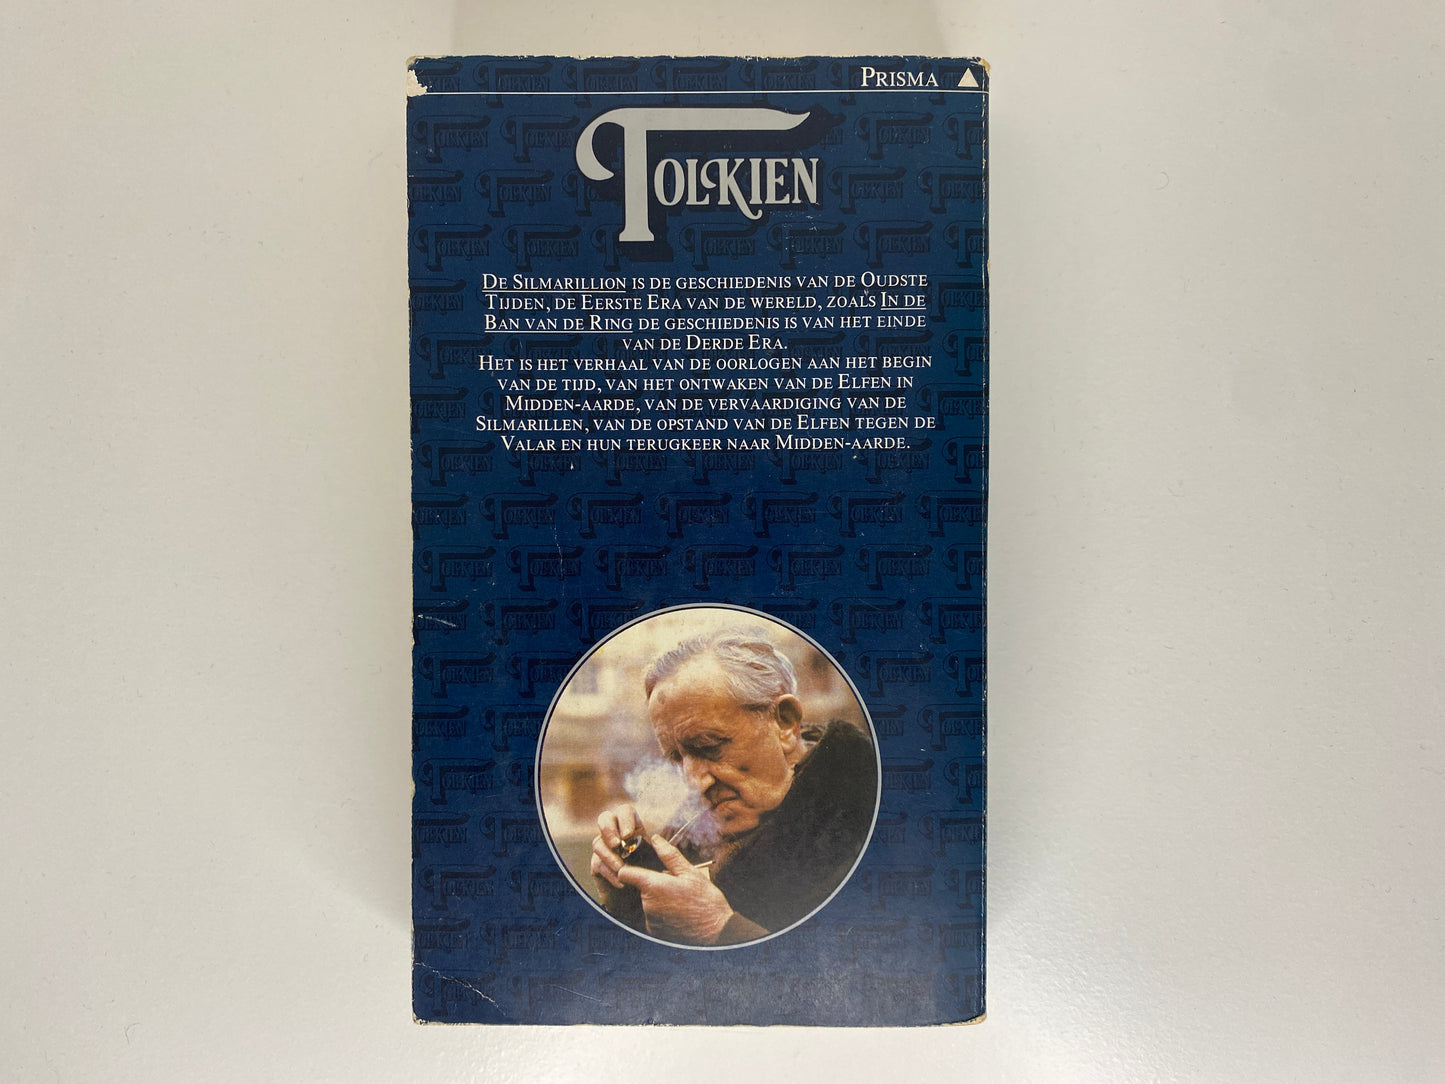 PRISMA
TOLKIEN
DE SILMARILLION IS DE GESCHIEDENIS VAN DE OUDSTE
TIJDEN, DE EERSTE ERA VAN DE WERELD, ZOALS IN DE
BAN VAN DE RING DE GESCHIEDENIS IS VAN HET EINDE
VAN DE DERDE ERA.
HET IS HET VERHAAL VAN DE OORLOGEN AAN HET BEGIN
VAN DE TIJD, VAN HET ONTWAKEN VAN DE ELFEN IN
MIDDEN-AARDE, VAN DE VERVAARDIGING VAN DE
SILMARILLEN, VAN DE OPSTAND VAN DE ELFEN TEGEN DE
VALAR EN HUN TERUGKEER NAAR MIDDEN-AARDE.